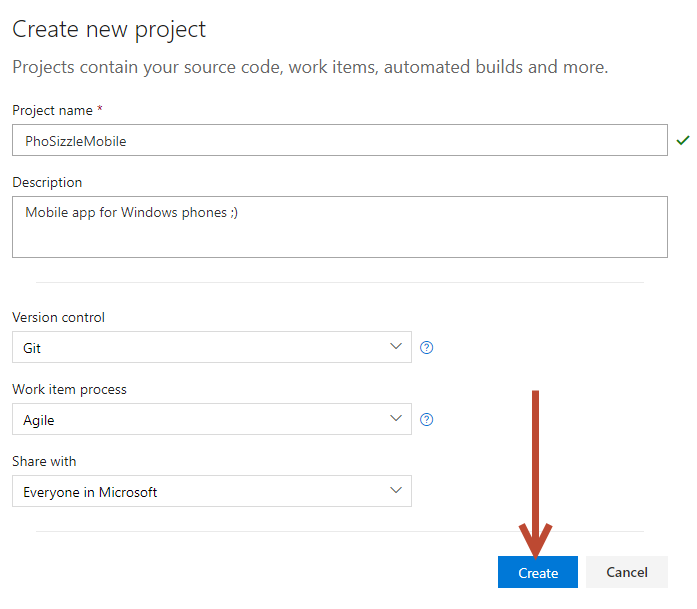 Create new project
Projects contain your source code, work items, automated builds and more.
Project name *
PhoSizzleMobile
Description
Mobile app for Windows phones ;)
Version control
Git
?
Work item process
Agile
?
Share with
Everyone in Microsoft
Create
Cancel